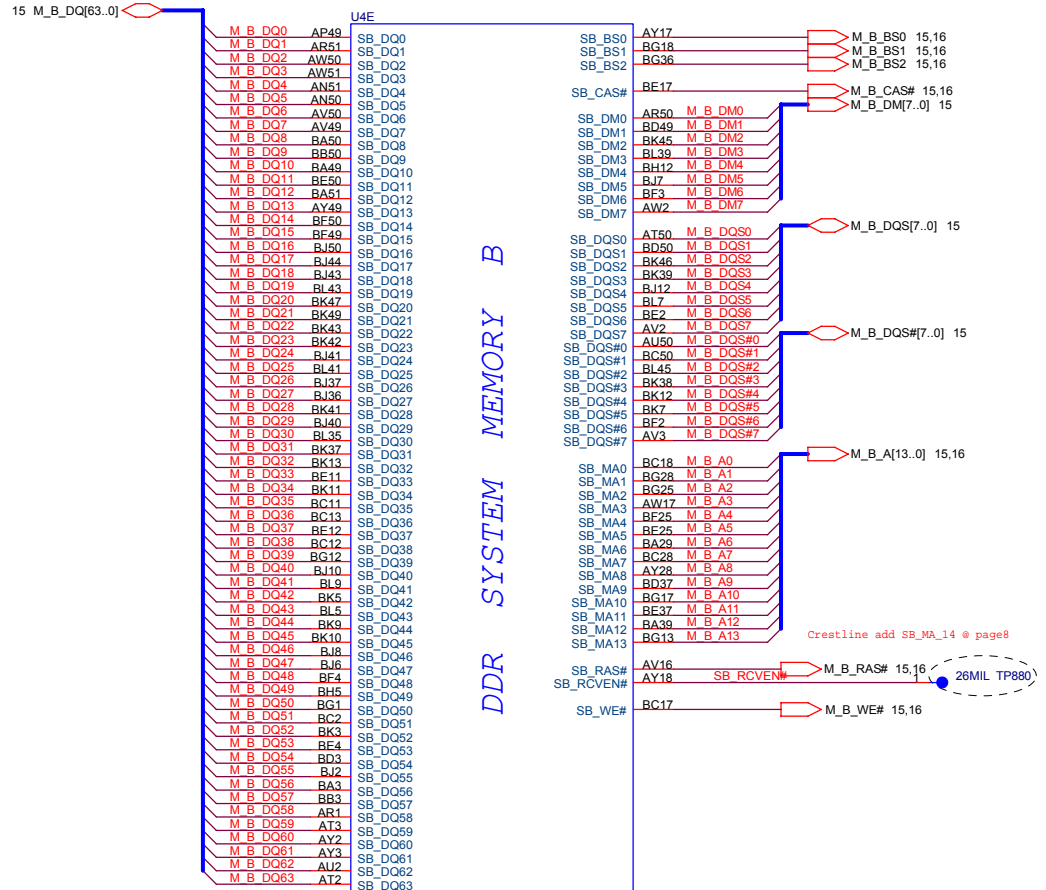 15 M_B_DQ[63..0]
U4E
M_B_DQ0 AP49 SB_DQ0
M_B_DQ1 AR51 SB_DQ1
M_B_DQ2 AW50 SB_DQ2
M_B_DQ3 AW51 SB_DQ3
M_B_DQ4 AN51 SB_DQ4
M_B_DQ5 AN50 SB_DQ5
M_B_DQ6 AV50 SB_DQ6
M_B_DQ7 AV49 SB_DQ7
M_B_DQ8 BA50 SB_DQ8
M_B_DQ9 BB50 SB_DQ9
M_B_DQ10 BA49 SB_DQ10
M_B_DQ11 BE50 SB_DQ11
M_B_DQ12 BA51 SB_DQ12
M_B_DQ13 AY49 SB_DQ13
M_B_DQ14 BF50 SB_DQ14
M_B_DQ15 BF49 SB_DQ15
M_B_DQ16 BJ50 SB_DQ16
M_B_DQ17 BJ44 SB_DQ17
M_B_DQ18 BJ43 SB_DQ18
M_B_DQ19 BL43 SB_DQ19
M_B_DQ20 BK47 SB_DQ20
M_B_DQ21 BK49 SB_DQ21
M_B_DQ22 BK43 SB_DQ22
M_B_DQ23 BK42 SB_DQ23
M_B_DQ24 BJ41 SB_DQ24
M_B_DQ25 BL41 SB_DQ25
M_B_DQ26 BJ37 SB_DQ26
M_B_DQ27 BJ36 SB_DQ27
M_B_DQ28 BK41 SB_DQ28
M_B_DQ29 BJ40 SB_DQ29
M_B_DQ30 BL35 SB_DQ30
M_B_DQ31 BK37 SB_DQ31
M_B_DQ32 BK13 SB_DQ32
M_B_DQ33 BE11 SB_DQ33
M_B_DQ34 BK11 SB_DQ34
M_B_DQ35 BC11 SB_DQ35
M_B_DQ36 BC13 SB_DQ36
M_B_DQ37 BE12 SB_DQ37
M_B_DQ38 BC12 SB_DQ38
M_B_DQ39 BG12 SB_DQ39
M_B_DQ40 BJ10 SB_DQ40
M_B_DQ41 BL9 SB_DQ41
M_B_DQ42 BK5 SB_DQ42
M_B_DQ43 BL5 SB_DQ43
M_B_DQ44 BK9 SB_DQ44
M_B_DQ45 BK10 SB_DQ45
M_B_DQ46 BJ8 SB_DQ46
M_B_DQ47 BJ6 SB_DQ47
M_B_DQ48 BF4 SB_DQ48
M_B_DQ49 BH5 SB_DQ49
M_B_DQ50 BG1 SB_DQ50
M_B_DQ51 BC2 SB_DQ51
M_B_DQ52 BK3 SB_DQ52
M_B_DQ53 BE4 SB_DQ53
M_B_DQ54 BD3 SB_DQ54
M_B_DQ55 BJ2 SB_DQ55
M_B_DQ56 BA3 SB_DQ56
M_B_DQ57 BB3 SB_DQ57
M_B_DQ58 AR1 SB_DQ58
M_B_DQ59 AT3 SB_DQ59
M_B_DQ60 AY2 SB_DQ60
M_B_DQ61 AY3 SB_DQ61
M_B_DQ62 AU2 SB_DQ62
M_B_DQ63 AT2 SB_DQ63
DDR SYSTEM MEMORY B
SB_BS0 AY17 M_B_BS0 15,16
SB_BS1 BG18 M_B_BS1 15,16
SB_BS2 BG36 M_B_BS2 15,16
SB_CAS# BE17 M_B_CAS# 15,16
M_B_DM[7..0] 15
SB_DM0 AR50 M_B_DM0
SB_DM1 BD49 M_B_DM1
SB_DM2 BK45 M_B_DM2
SB_DM3 BL39 M_B_DM3
SB_DM4 BH12 M_B_DM4
SB_DM5 BJ7 M_B_DM5
SB_DM6 BF3 M_B_DM6
SB_DM7 AW2 M_B_DM7
M_B_DQS[7..0] 15
SB_DQS0 AT50 M_B_DQS0
SB_DQS1 BD50 M_B_DQS1
SB_DQS2 BK46 M_B_DQS2
SB_DQS3 BK39 M_B_DQS3
SB_DQS4 BJ12 M_B_DQS4
SB_DQS5 BL7 M_B_DQS5
SB_DQS6 BE2 M_B_DQS6
SB_DQS7 AV2 M_B_DQS7
M_B_DQS#[7..0] 15
SB_DQS#0 AU50 M_B_DQS#0
SB_DQS#1 BC50 M_B_DQS#1
SB_DQS#2 BL45 M_B_DQS#2
SB_DQS#3 BK38 M_B_DQS#3
SB_DQS#4 BK12 M_B_DQS#4
SB_DQS#5 BK7 M_B_DQS#5
SB_DQS#6 BF2 M_B_DQS#6
SB_DQS#7 AV3 M_B_DQS#7
M_B_A[13..0] 15,16
SB_MA0 BC18 M_B_A0
SB_MA1 BG28 M_B_A1
SB_MA2 BG25 M_B_A2
SB_MA3 AW17 M_B_A3
SB_MA4 BF25 M_B_A4
SB_MA5 BE25 M_B_A5
SB_MA6 BA29 M_B_A6
SB_MA7 BC28 M_B_A7
SB_MA8 AY28 M_B_A8
SB_MA9 BD37 M_B_A9
SB_MA10 BG17 M_B_A10
SB_MA11 BE37 M_B_A11
SB_MA12 BA39 M_B_A12
SB_MA13 BG13 M_B_A13
Crestline add SB_MA_14 @ page8
SB_RAS# AV16 M_B_RAS# 15,16
SB_RCVEN# AY18 SB_RCVEN# 1 26MIL TP880
SB_WE# BC17 M_B_WE# 15,16